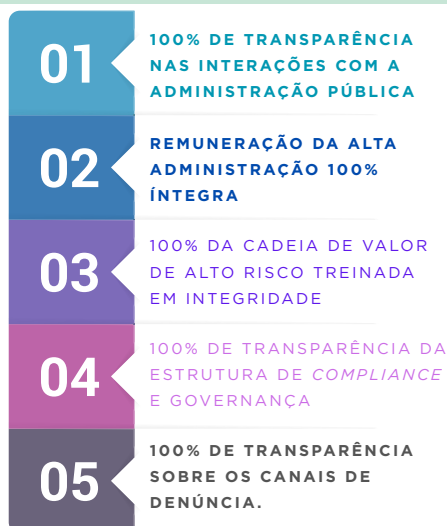 01
100% DE TRANSPARÊNCIA
NAS INTERAÇÕES COM A
ADMINISTRAÇÃO PÚBLICA
02
REMUNERAÇÃO DA ALTA
ADMINISTRAÇÃO 100%
ÍNTEGRA
03
100% DA CADEIA DE VALOR
DE ALTO RISCO TREINADA
EM INTEGRIDADE
04
100% DE TRANSPARÊNCIA DA
ESTRUTURA DE COMPLIANCE
E GOVERNANÇA
05
100% DE TRANSPARÊNCIA
SOBRE OS CANAIS DE
DENÚNCIA.